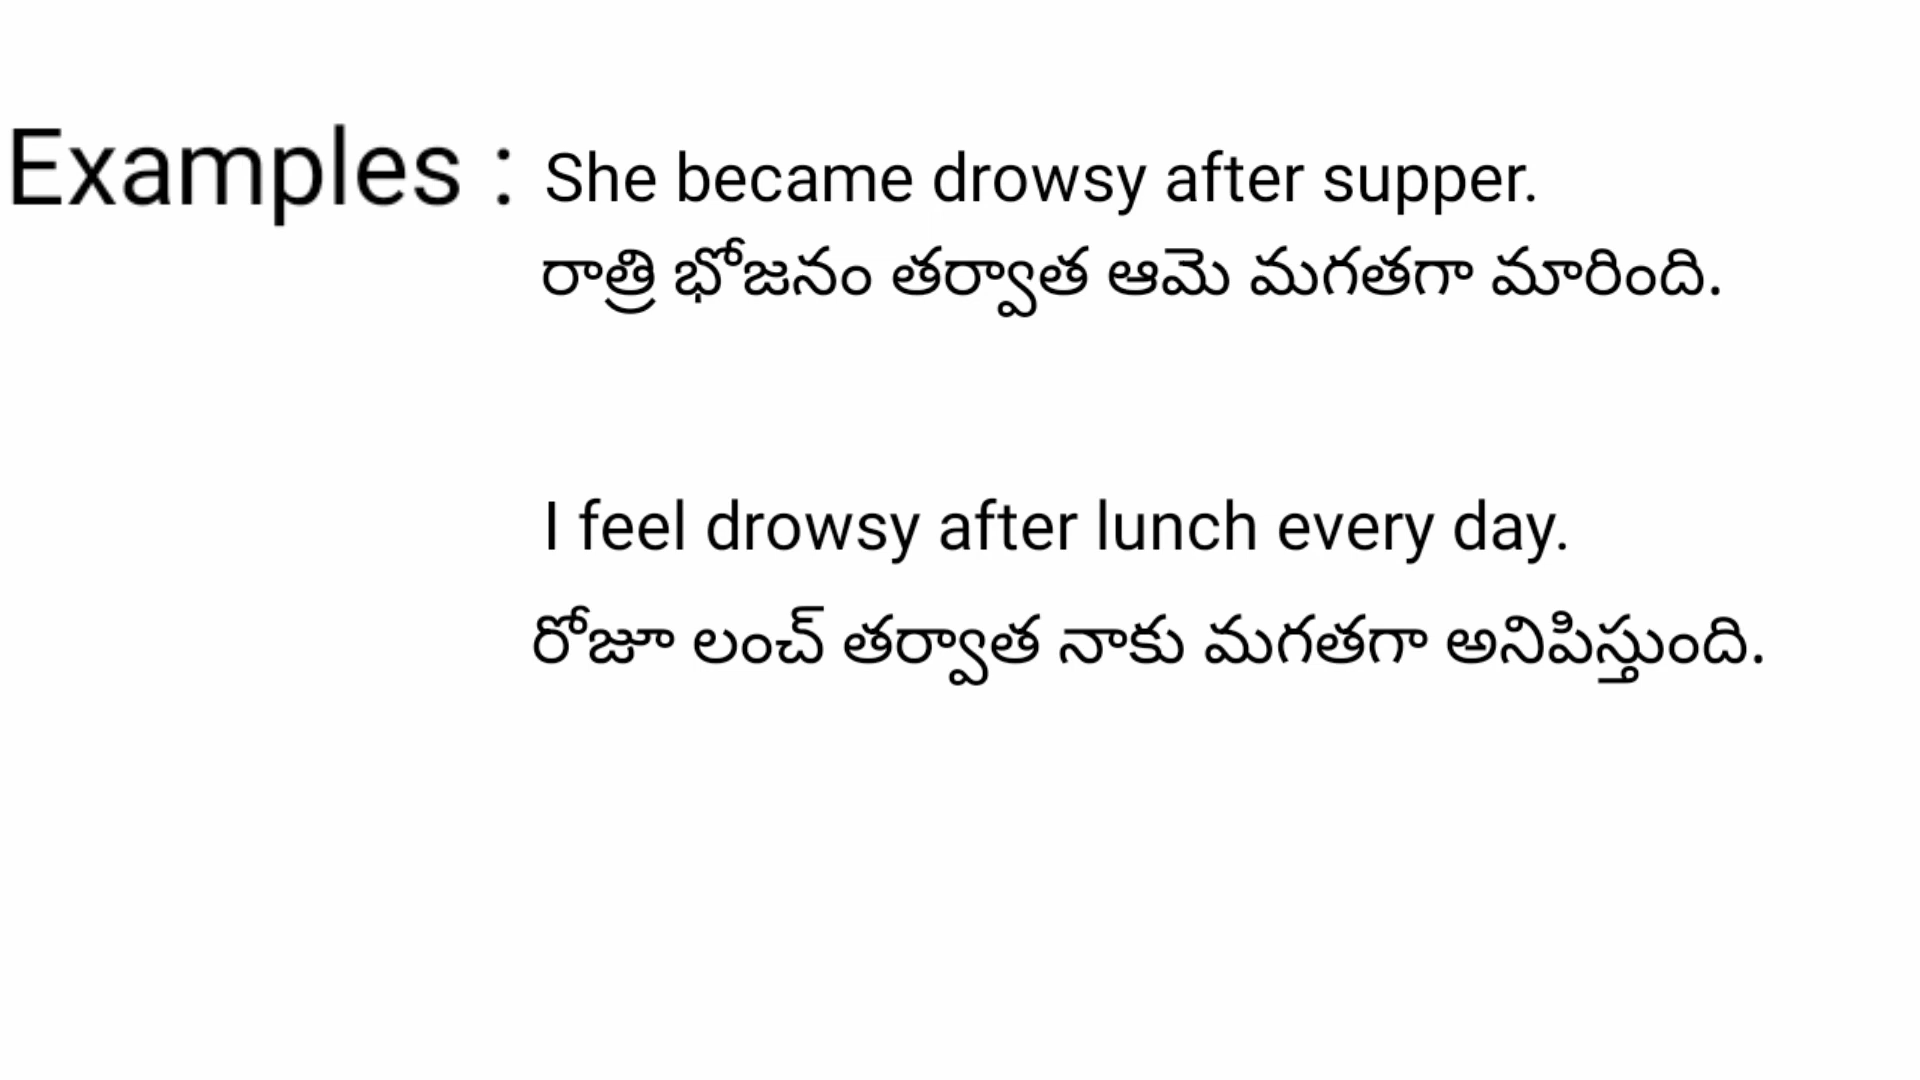 Examples : She became drowsy after supper.
రాత్రి భోజనం తర్వాత ఆమె మగతగా మారింది.
I feel drowsy after lunch every day.
రోజూ లంచ్ తర్వాత నాకు మగతగా అనిపిస్తుంది.